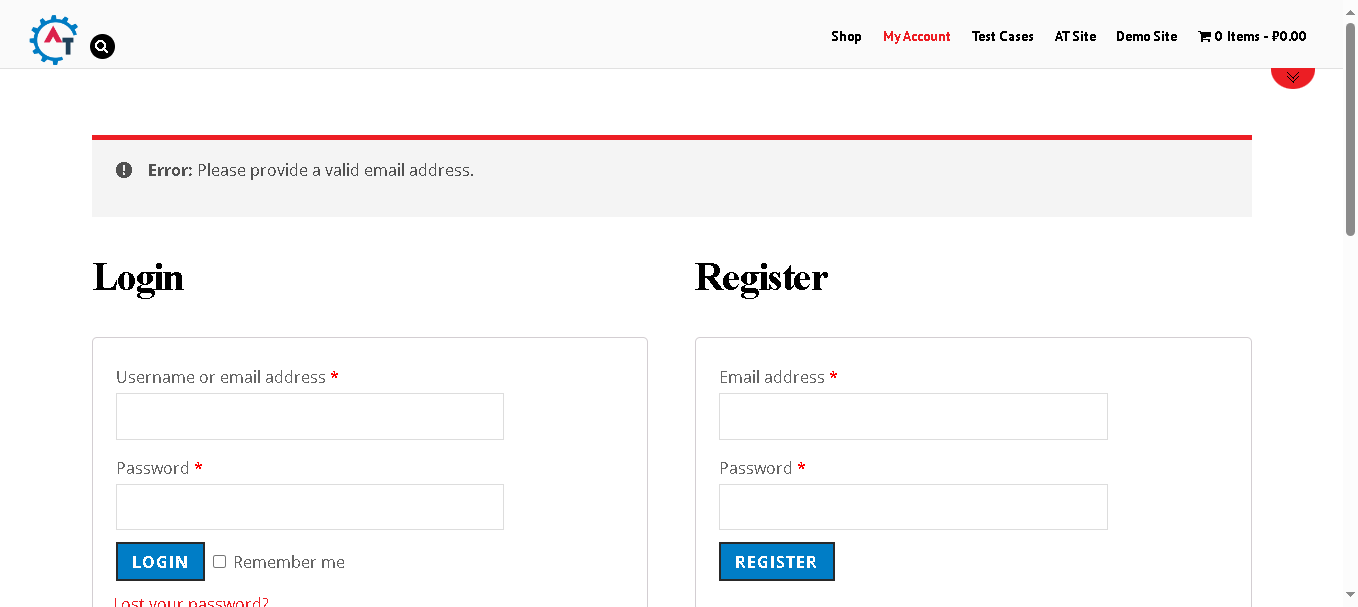 AT
Shop My Account Test Cases AT Site Demo Site 0 Items - ₽0.00
Error: Please provide a valid email address.
Login
Register
Username or email address *
Password *
LOGIN Remember me
Lost your password?
Email address *
Password *
REGISTER